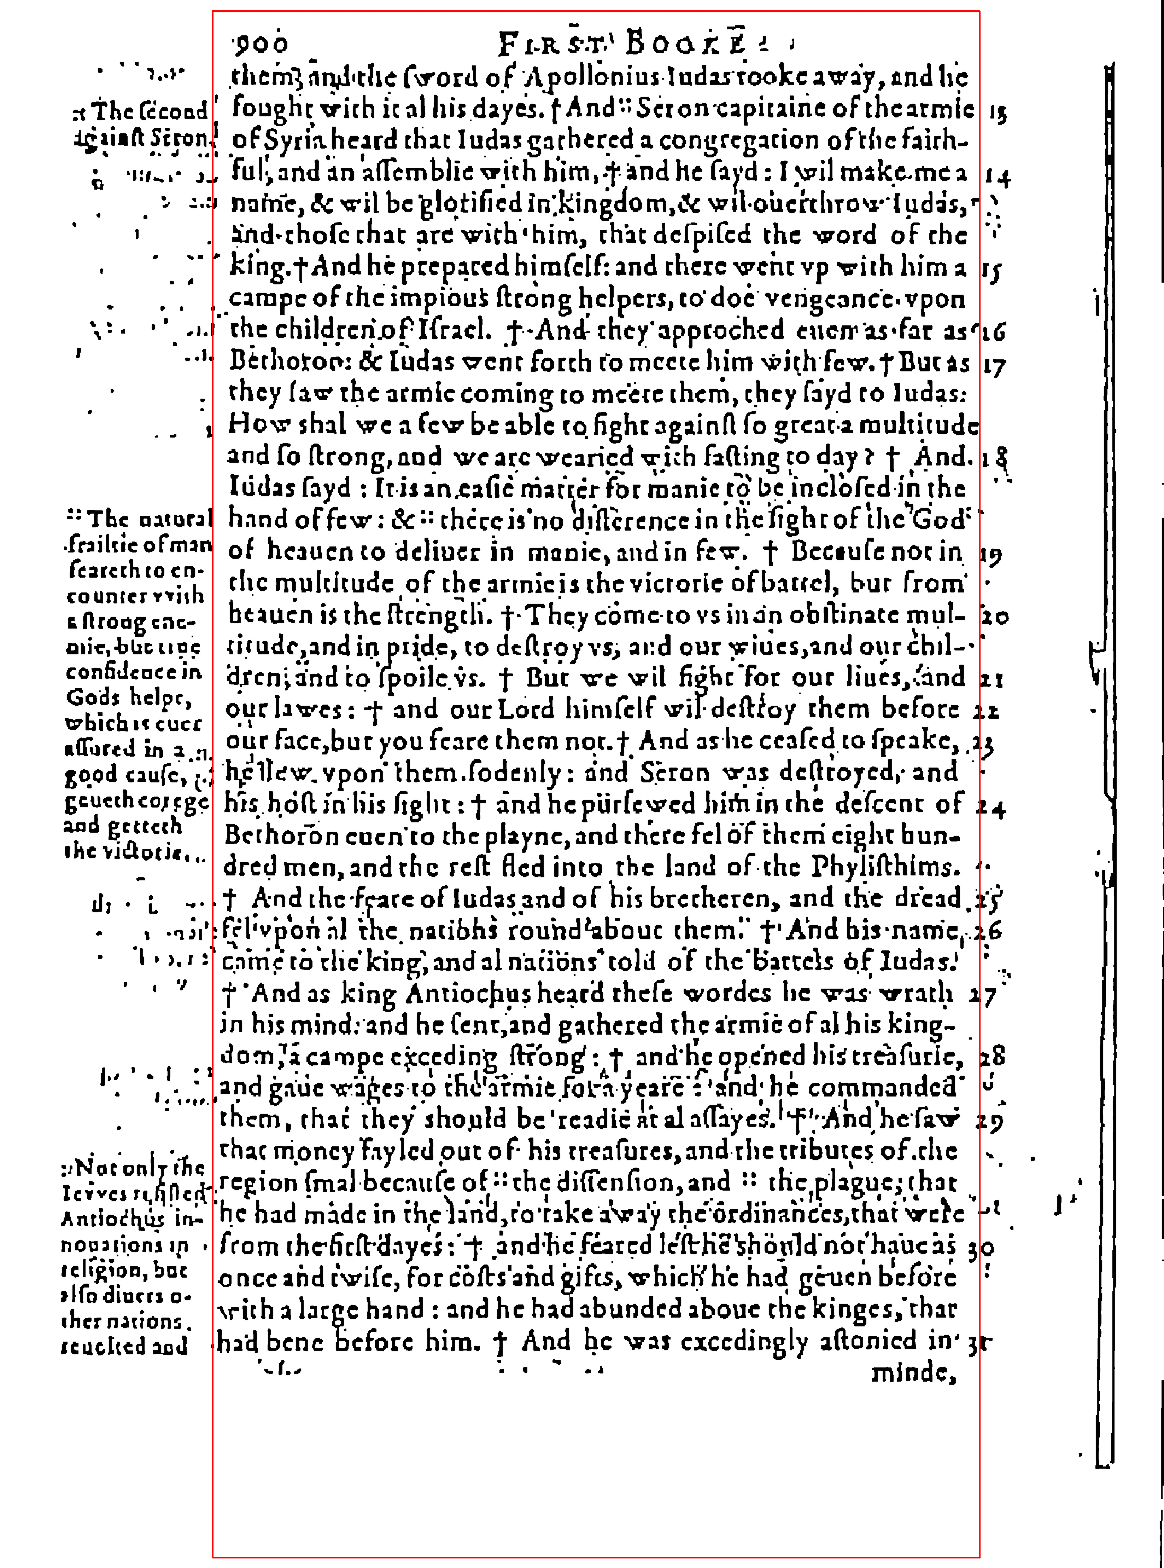 900 FIRST BOOKE
them, and the ſword of Apollonius Iudas tooke away, and he
fought with it al his dayes. † And :: Seron capitaine of the armie 13
of Syria heard that Iudas gathered a congregation of the faith-
ful, and an aſſemblie with him, † and he ſayd : I wil make me a 14
name, & wil be glorified in kingdom, & wil ouerthrow Iudas,
and thoſe that are with him, that deſpiſed the word of the
king. † And he prepared himſelf: and there went vp with him a 15
campe of the impious ſtrong helpers, to doe vengeance vpon
the children of Iſrael. † And they approched euen as far as 16
Bethoron: & Iudas went forth to meete him with few. † But as 17
they ſaw the armie coming to meete them, they ſayd to Iudas:
How shal we a few be able to fight againſt ſo great a multitude
and ſo ſtrong, and we are wearied with faſting to day? † And 18
Iudas ſayd : It is an eaſie matter for manie to be incloſed in the
hand of few : & :: there is no difference in the ſight of the God
of heauen to deliuer in manie, and in few. † Becauſe not in 19
the multitude of the armie is the victorie of battel, but from
heauen is the ſtrength. † They come to vs in an obſtinate mul- 20
titude, and in pride, to deſtroy vs, and our wiues, and our chil-
dren, and to ſpoile vs. † But we wil fight for our liues, and 21
our lawes : † and our Lord himſelf wil deſtroy them before 22
our face, but you feare them not. † And as he ceaſed to ſpeake, 23
he flew vpon them ſodenly : and Seron was deſtroyed, and
his hoſt in his ſight : † and he purſewed him in the deſcent of 24
Bethoron euen to the playne, and there fel of them eight hun-
dred men, and the reſt fled into the land of the Phyliſthims.
† And the feare of Iudas and of his bretheren, and the dread 25
fel vpon al the nations round about them. † And his name 26
came to the king, and al nations told of the battels of Iudas.
† And as king Antiochus heard theſe wordes he was wrath 27
in his mind: and he ſent, and gathered the armie of al his king-
dom, a campe exceding ſtrong : † and he opened his treaſurie, 28
and gaue wages to the armie for a yeare : and he commanded
them, that they should be readie at al aſſayes. † And he ſaw 29
that money fayled out of his treaſures, and the tributes of the
region ſmal becauſe of :: the diſſenſion, and :: the plague, that
he had made in the land, to take away the ordinances, that were
from the firſt dayes : † and he feared leſt he should not haue as 30
once and twiſe, for coſts and gifts, which he had geuen before
with a large hand : and he had abunded aboue the kinges, that
had bene before him. † And he was excedingly aſtonied in 31
minde,
:: The ſecond
againſt Seron.
:: The natural
frailtie of man
feareth to en-
counter vvith
a ſtrong ene-
mie, but true
confidence in
Gods helpe,
which is euer
aſſured in a
good cauſe,
geueth corege
and getteth
the victorie.
:: Not only the
Ievves reſiſted
Antiochus in-
nouations in
religion, but
alſo diuers o-
ther nations
reuolted and